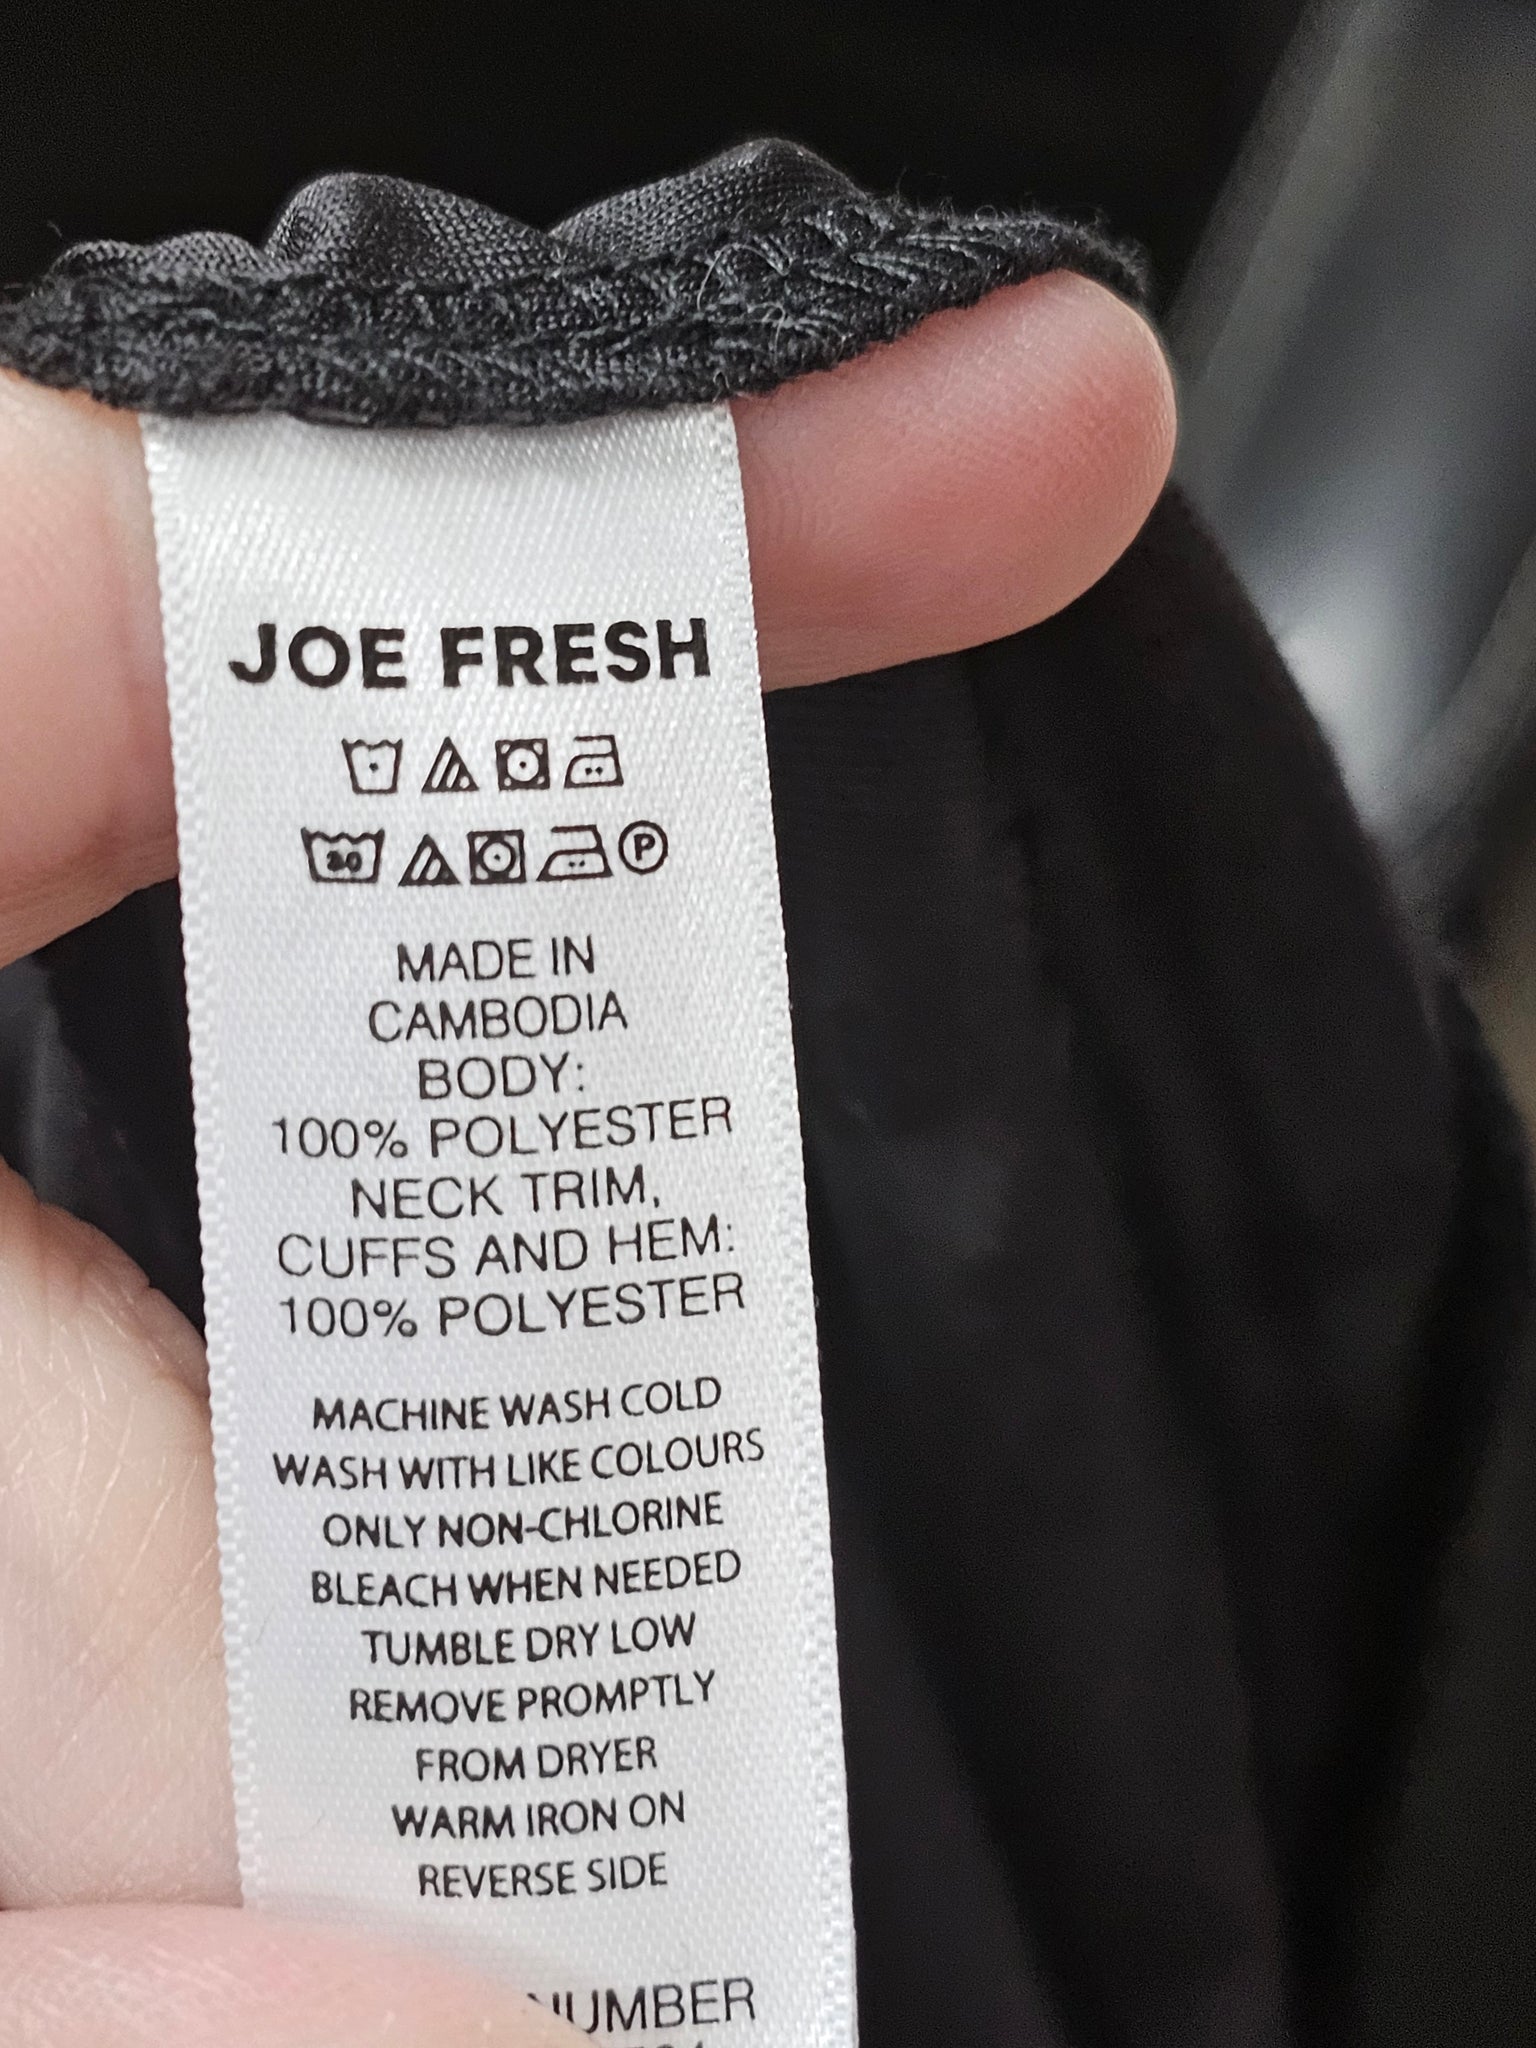 JOE FRESH
30
P
MADE IN
CAMBODIA
BODY:
100% POLYESTER
NECK TRIM,
CUFFS AND HEM:
100% POLYESTER
MACHINE WASH COLD
WASH WITH LIKE COLOURS
ONLY NON-CHLORINE
BLEACH WHEN NEEDED
TUMBLE DRY LOW
REMOVE PROMPTLY
FROM DRYER
WARM IRON ON
REVERSE SIDE
NUMBER